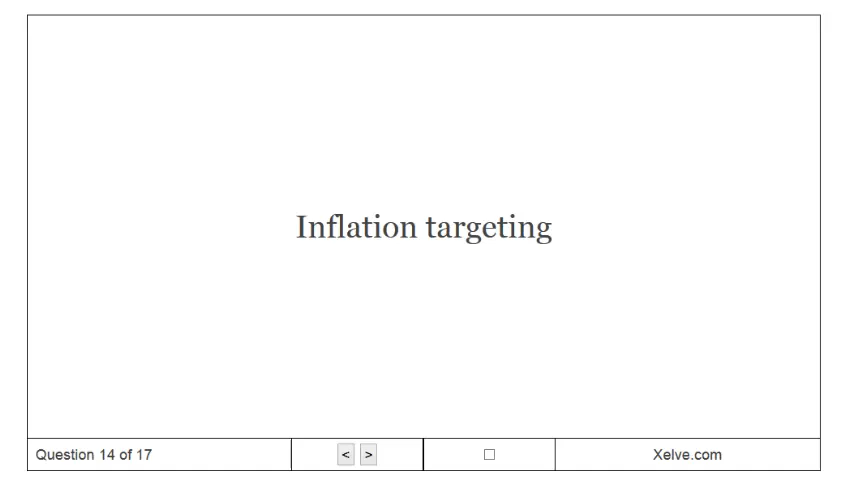 Inflation targeting
Question 14 of 17
< >
Xelve.com